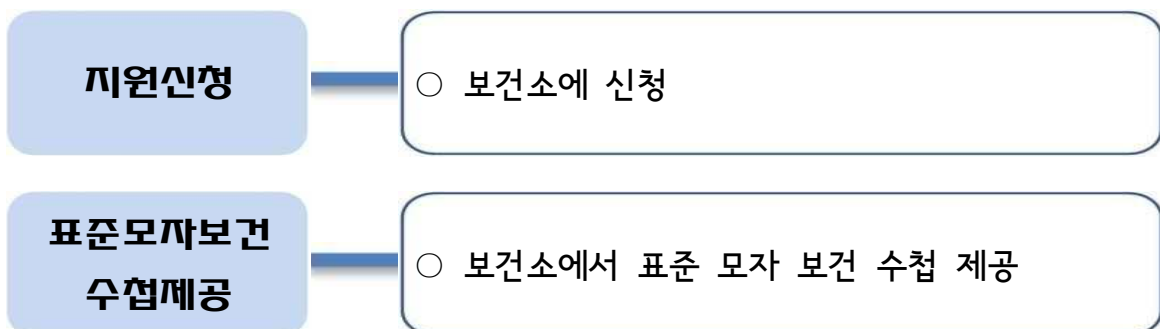 지원신청
○ 보건소에 신청
표준모자보건
수첩제공
○ 보건소에서 표준 모자 보건 수첩 제공